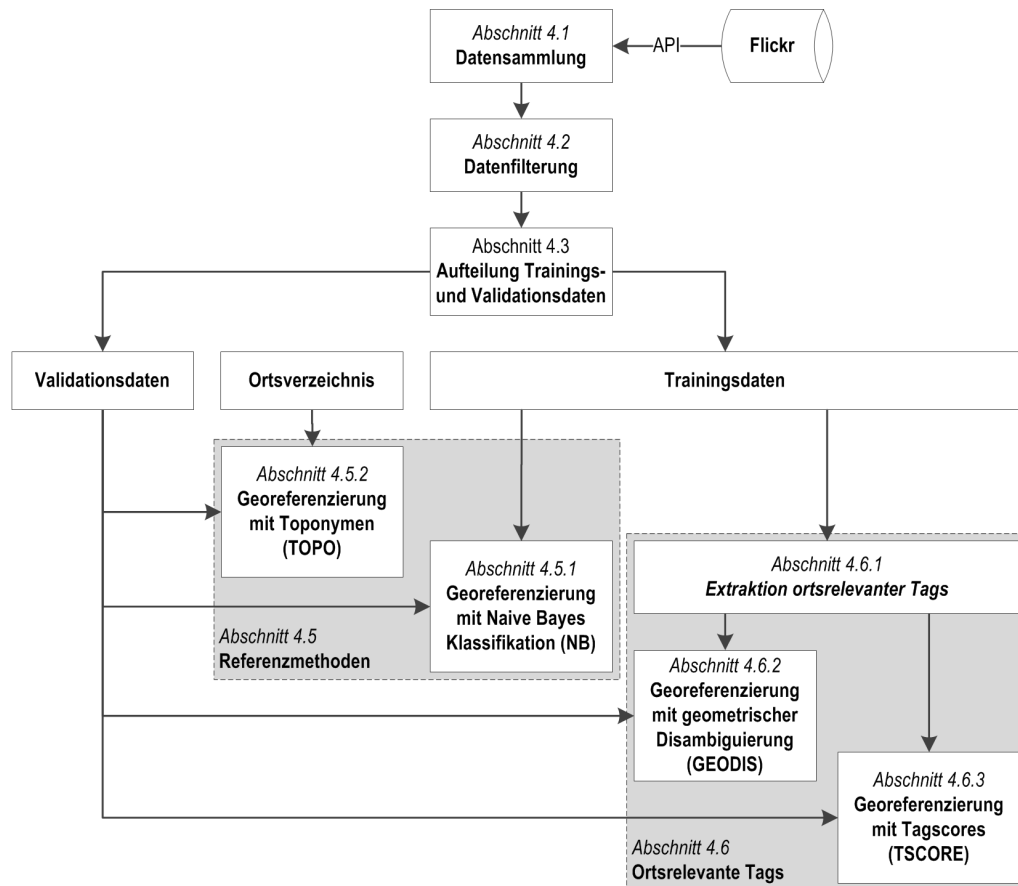 Abschnitt 4.1
Datensammlung
API
Flickr
Abschnitt 4.2
Datenfilterung
Abschnitt 4.3
Aufteilung Trainings-
und Validationsdaten
Validationsdaten
Ortsverzeichnis
Trainingsdaten
Abschnitt 4.5.2
Georeferenzierung
mit Toponymen
(TOPO)
Abschnitt 4.5.1
Georeferenzierung
mit Naive Bayes
Klassifikation (NB)
Abschnitt 4.5
Referenzmethoden
Abschnitt 4.6.1
Extraktion ortsrelevanter Tags
Abschnitt 4.6.2
Georeferenzierung
mit geometrischer
Disambiguierung
(GEODIS)
Abschnitt 4.6.3
Georeferenzierung
mit Tagscores
(TSCORE)
Abschnitt 4.6
Ortsrelevante Tags